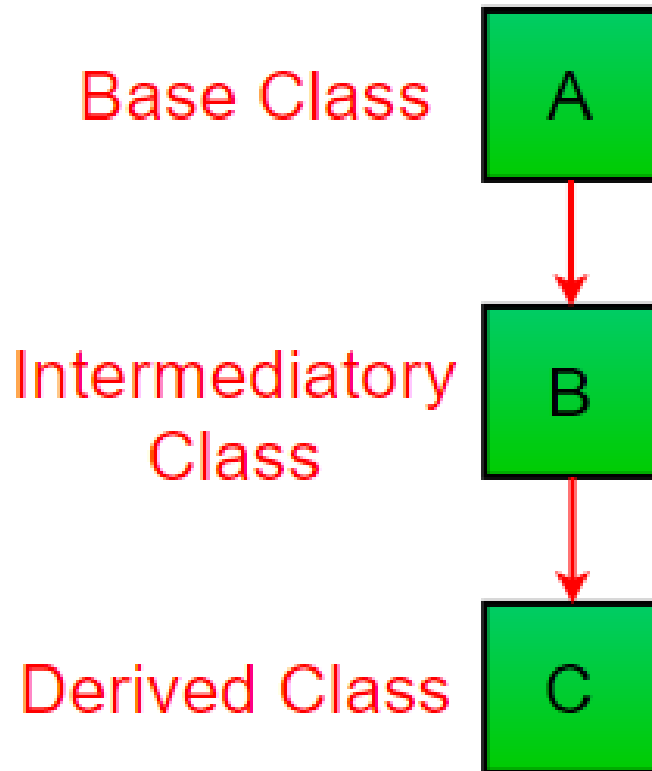 Base Class
A
Intermediatory
Class
B
Derived Class
C